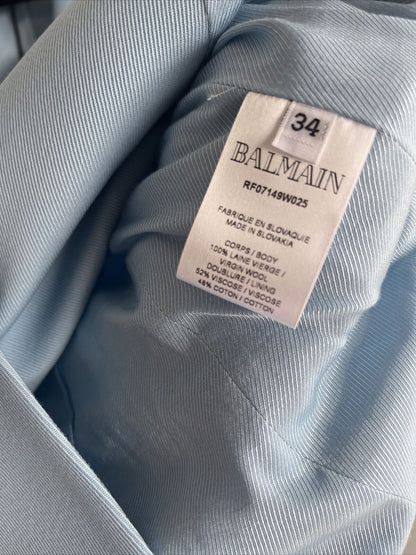 34
BALMAIN
RF07149W025
FABRIQUE EN SLOVAQUIE
MADE IN SLOVAKIA
CORPS / BODY
100% LAINE VIERGE /
VIRGIN WOOL
DOUBLURE / LINING
52% VISCOSE / VISCOSE
48% COTON / COTTON